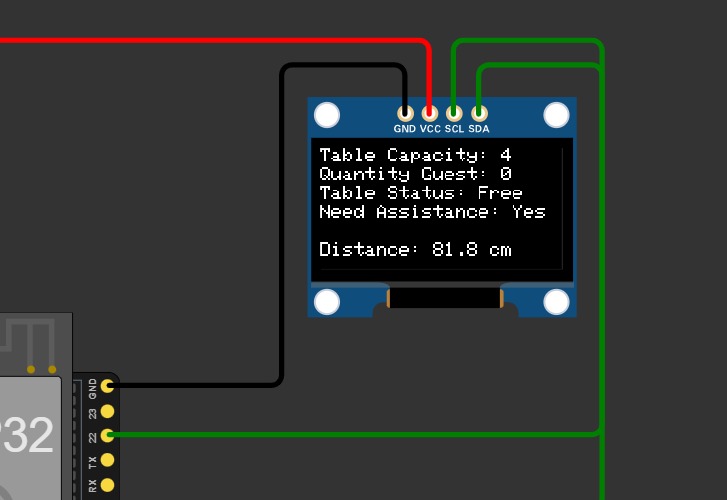 GND VCC SCL SDA
Table Capacity: 4
Quantity Guest: 0
Table Status: Free
Need Assistance: Yes
Distance: 81.8 cm
GND
23
22
TX
RX
32